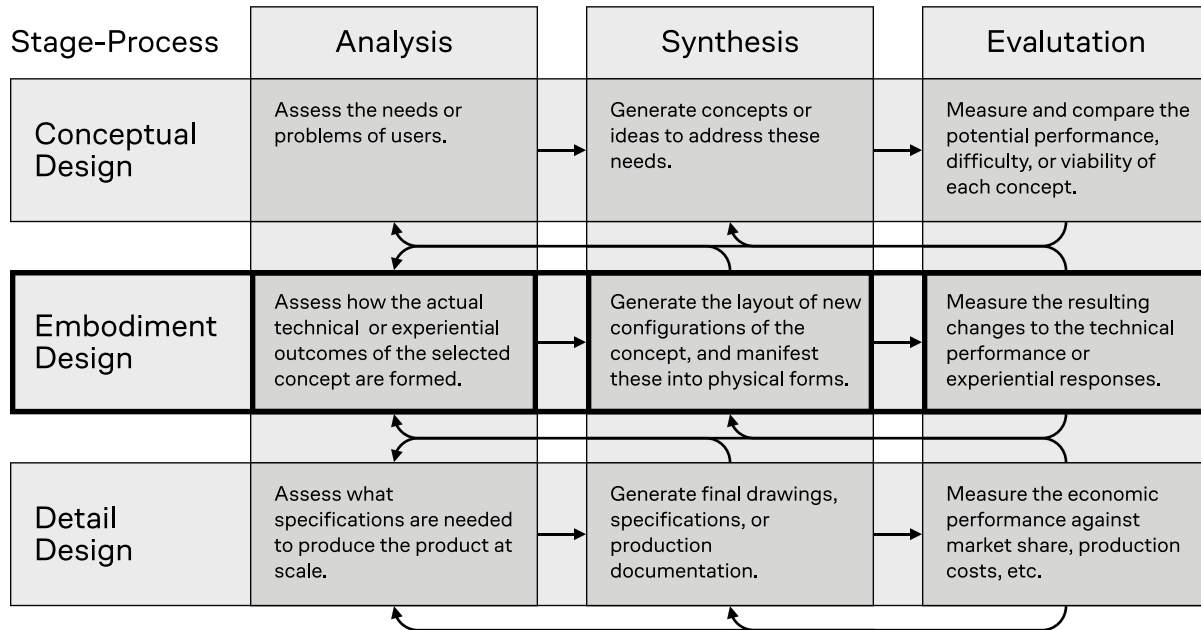 Stage-Process
Analysis
Synthesis
Evalutation
Conceptual
Design
Assess the needs or
problems of users.
Generate concepts or
ideas to address these
needs.
Measure and compare the
potential performance,
difficulty, or viability of
each concept.
Embodiment
Design
Assess how the actual
technical or experiential
outcomes of the selected
concept are formed.
Generate the layout of new
configurations of the
concept, and manifest
these into physical forms.
Measure the resulting
changes to the technical
performance or
experiential responses.
Detail
Design
Assess what
specifications are needed
to produce the product at
scale.
Generate final drawings,
specifications, or
production
documentation.
Measure the economic
performance against
market share, production
costs, etc.